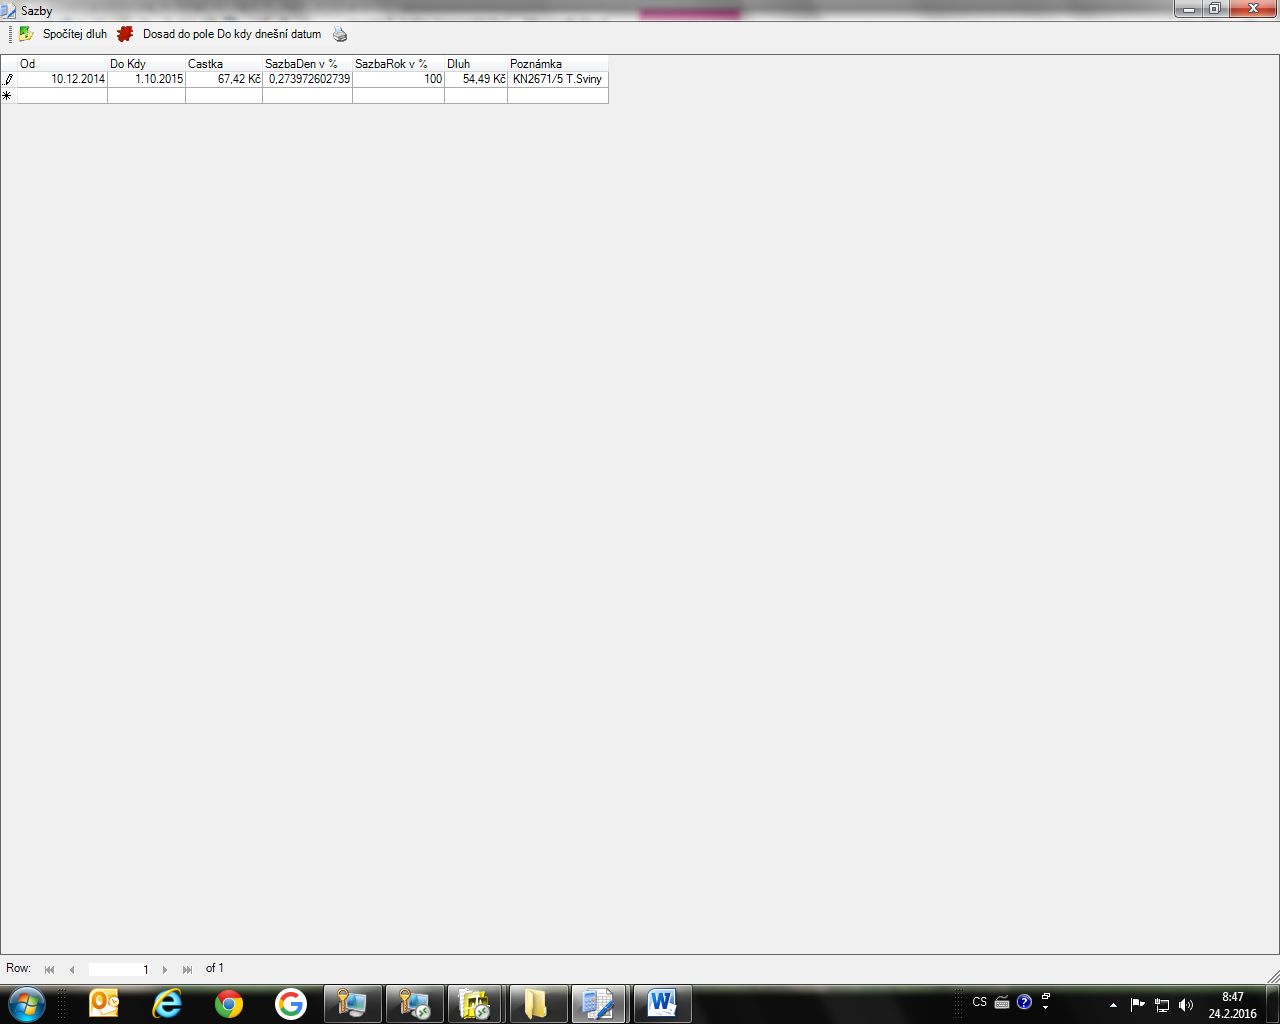 Sazby
Spočítej dluh Dosad do pole Do kdy dnešní datum
Od Do Kdy Castka SazbaDen v % SazbaRok v % Dluh Poznámka
10.12.2014 1.10.2015 67,42 Kč 0,273972602739 100 54,49 Kč KN2671/5 T.Sviny
Row: 1 of 1
CS 8:47
24.2.2016